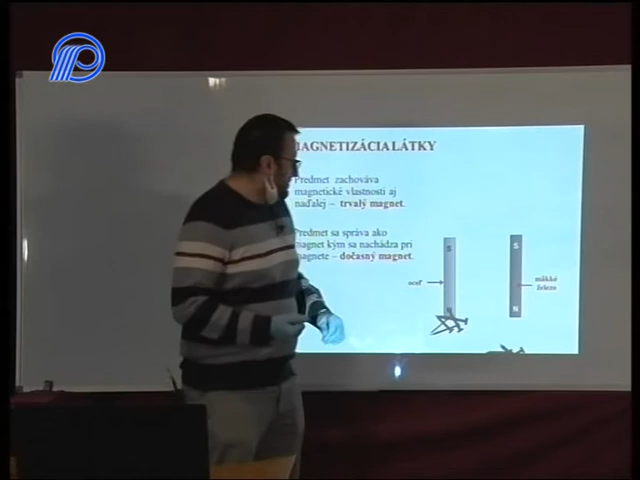 MAGNETIZÁCIA LÁTKY
Predmet zachováva
magnetické vlastnosti aj
naďalej – trvalý magnet.
Predmet sa správa ako
magnet kým sa nachádza pri
magnete – dočasný magnet.
S
S
oceľ
mäkké
železo
N
N